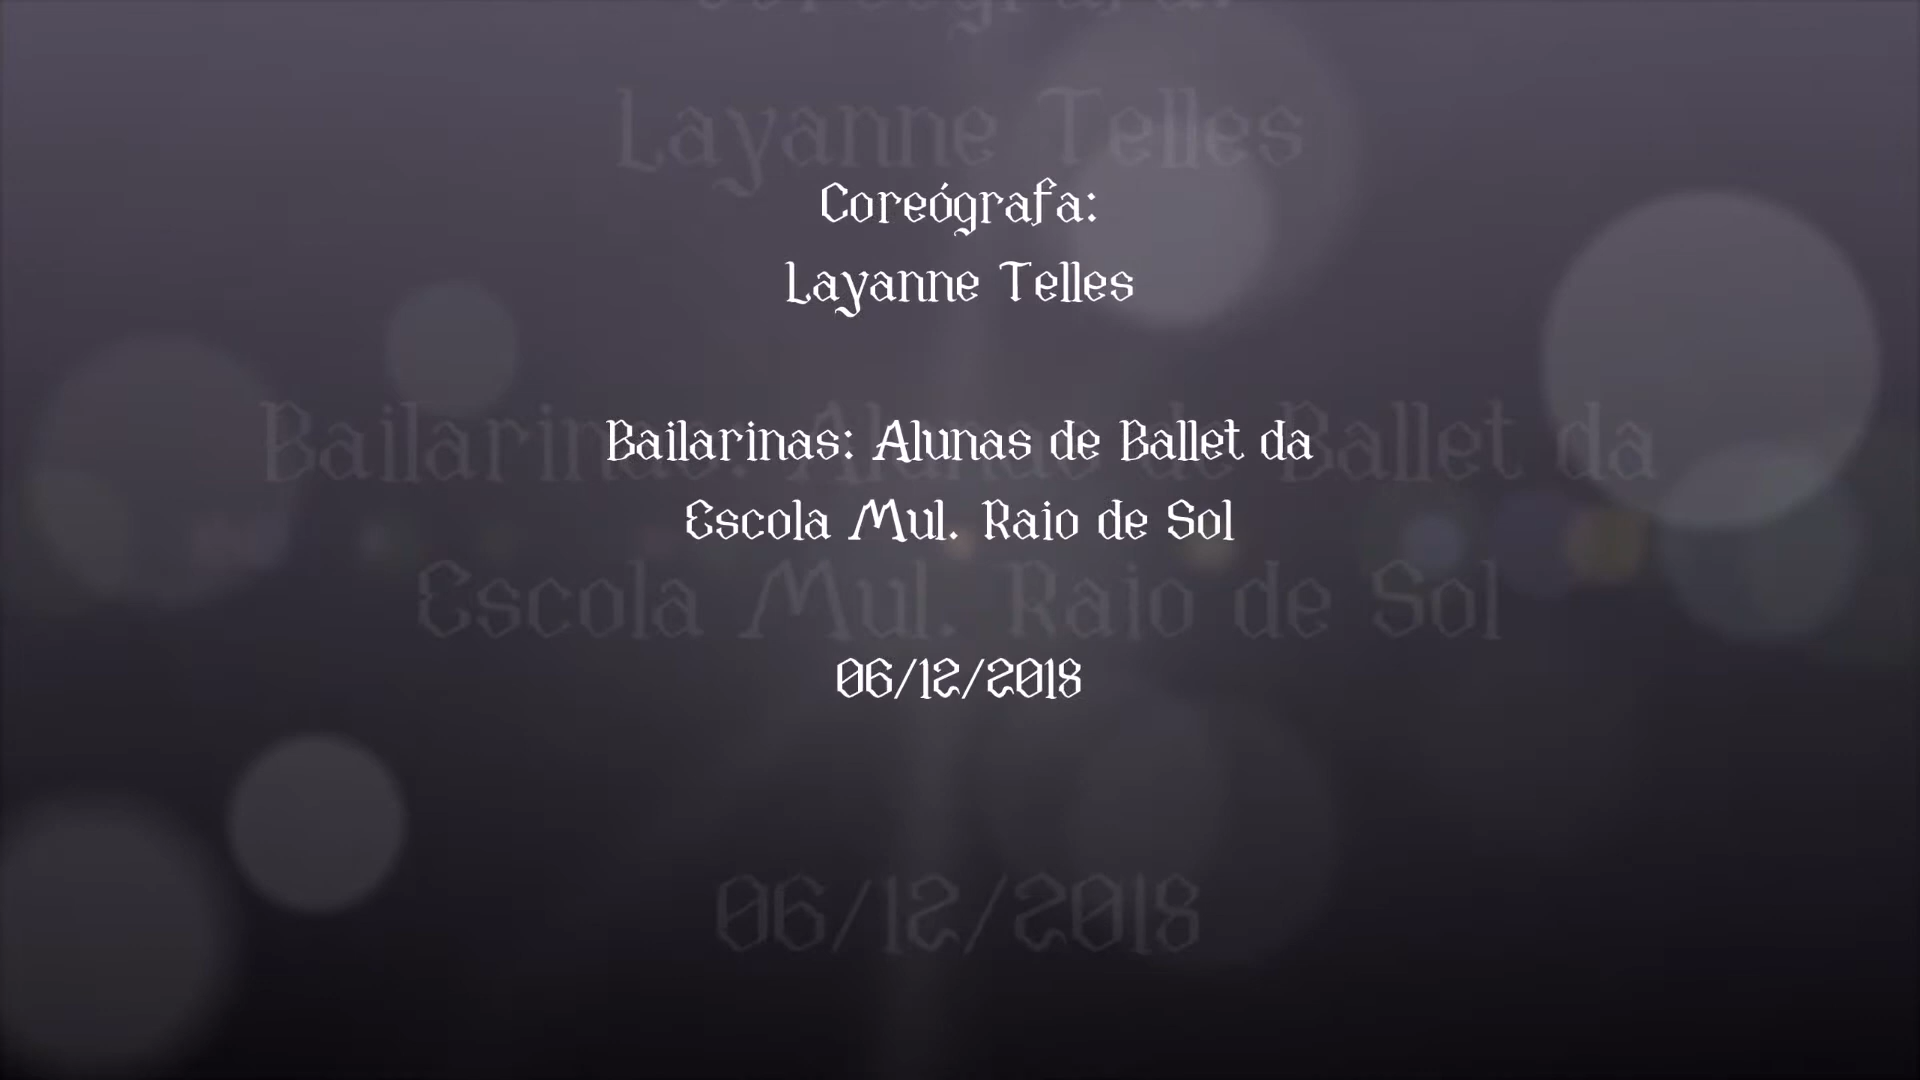 Coreógrafa:
Layanne Telles
Bailarinas: Alunas de Ballet da
Escola Mul. Raio de Sol
06/12/2018